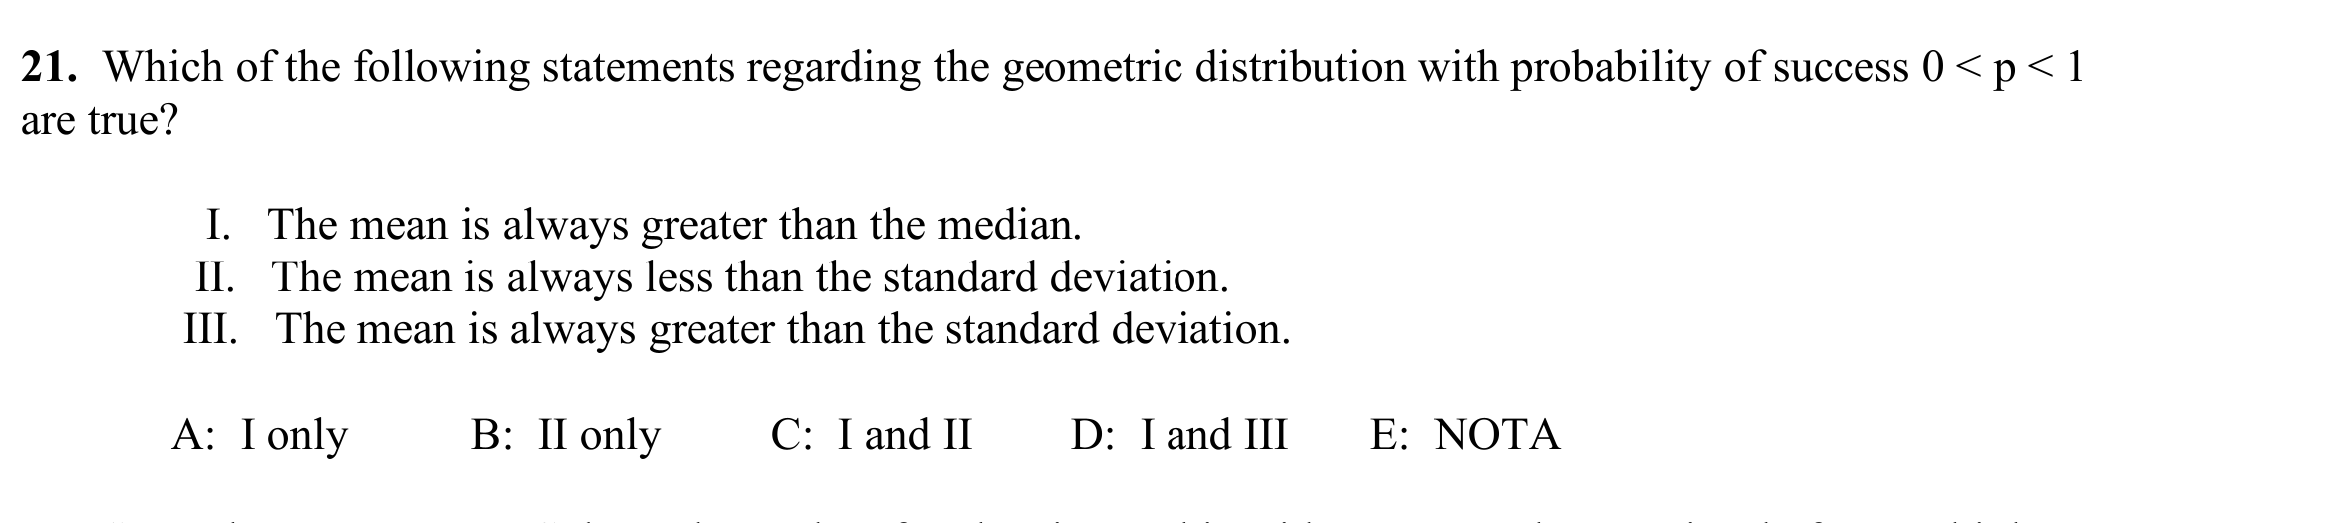 21. Which of the following statements regarding the geometric distribution with probability of success 0 < p < 1
are true?
I. The mean is always greater than the median.
II. The mean is always less than the standard deviation.
III. The mean is always greater than the standard deviation.
A: I only B: II only C: I and II D: I and III E: NOTA